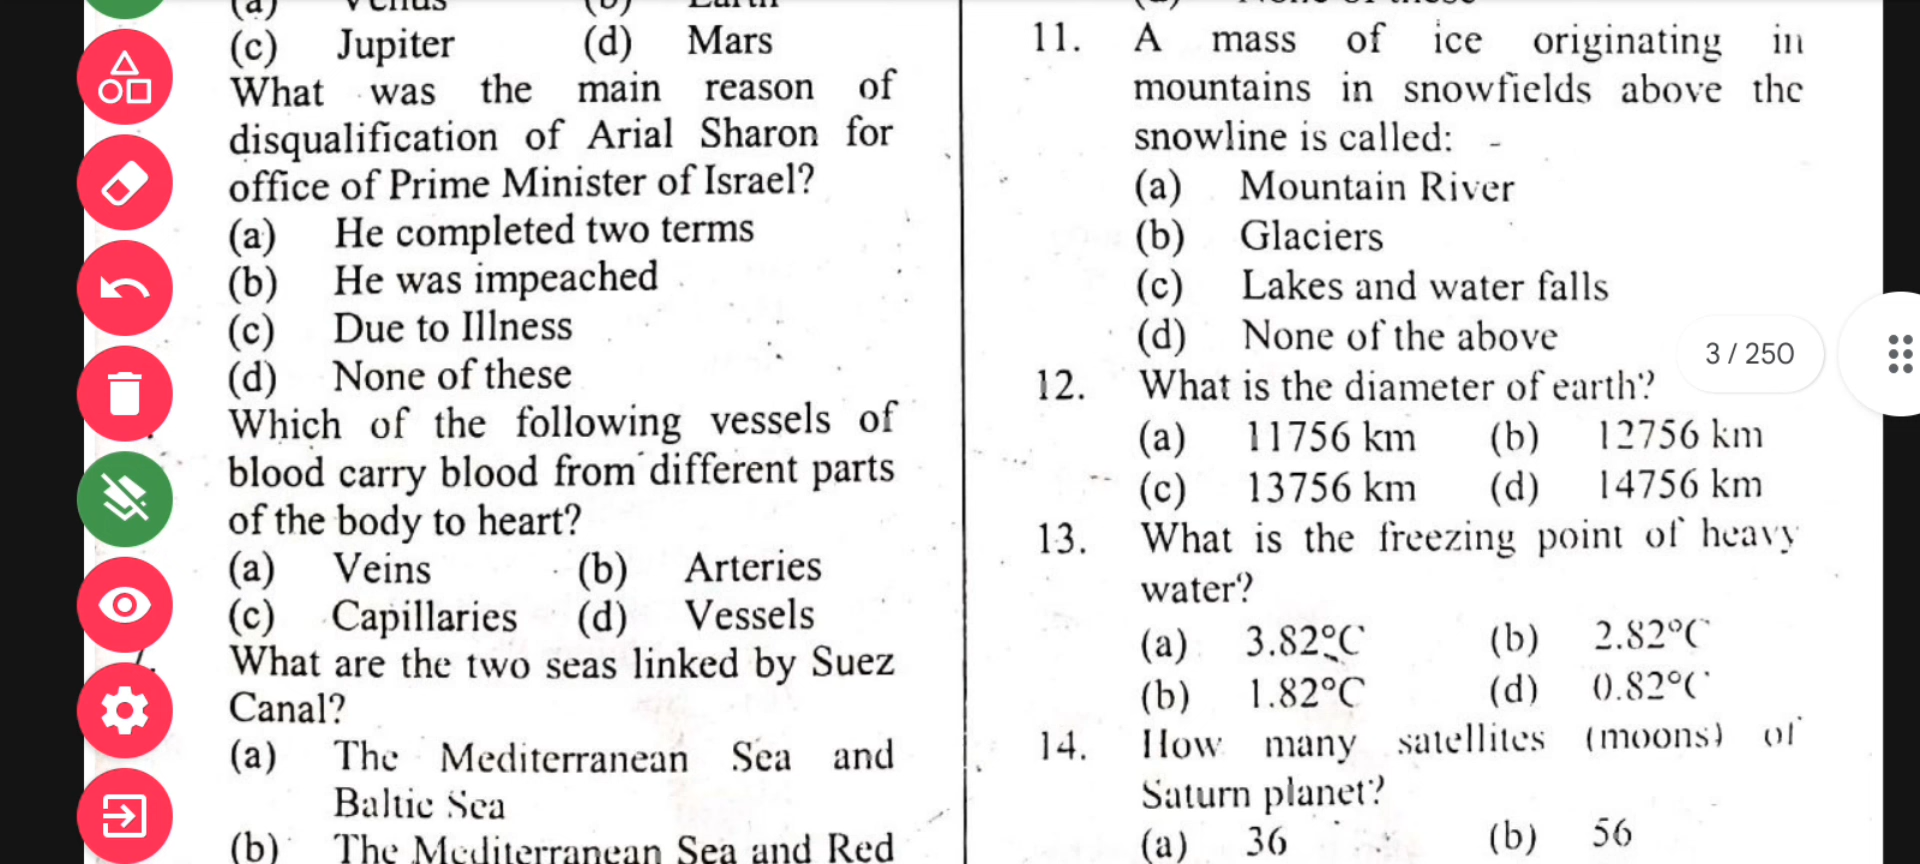 (c) Jupiter (d) Mars
What was the main reason of
disqualification of Arial Sharon for
office of Prime Minister of Israel?
(a) He completed two terms
(b) He was impeached
(c) Due to Illness
(d) None of these
Which of the following vessels of
blood carry blood from different parts
of the body to heart?
(a) Veins (b) Arteries
(c) Capillaries (d) Vessels
What are the two seas linked by Suez
Canal?
(a) The Mediterranean Sea and
Baltic Sea
(b) The Mediterranean Sea and Red
11. A mass of ice originating in
mountains in snowfields above the
snowline is called:
(a) Mountain River
(b) Glaciers
(c) Lakes and water falls
(d) None of the above
12. What is the diameter of earth?
(a) 11756 km (b) 12756 km
(c) 13756 km (d) 14756 km
13. What is the freezing point of heavy
water?
(a) 3.82°C (b) 2.82°C
(b) 1.82°C (d) 0.82°C
14. How many satellites (moons) of
Saturn planet?
(a) 36 (b) 56
3 / 250